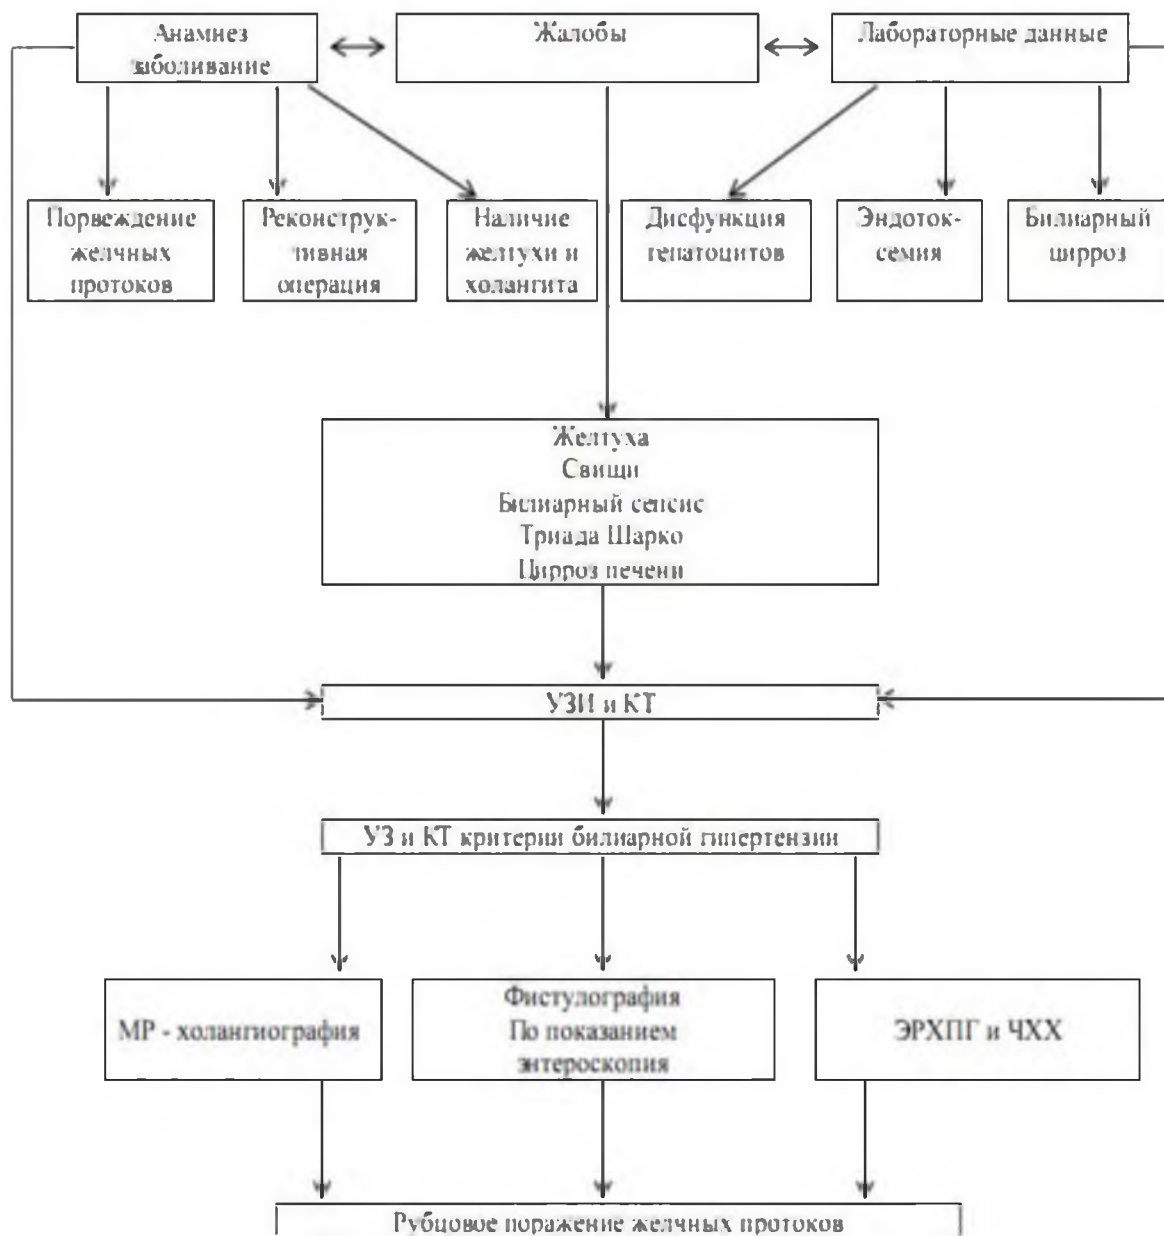 Анамнез
заболивание
Жалобы
Лабораторные данные
Порвеждение
желчных
протоков
Реконструк-
тивная
операция
Наличие
желтухи и
холангита
Дисфункция
гепатоцитов
Эндоток-
семия
Билиарный
цирроз
Желтуха
Свищи
Билиарный сепсис
Триада Шарко
Цирроз печени
УЗИ и КТ
УЗ и КТ критерии билиарной гипертензии
МР - холангиография
Фистулография
По показанием
энтероскопия
ЭРХПГ и ЧХХ
Рубцовое поражение желчных протоков